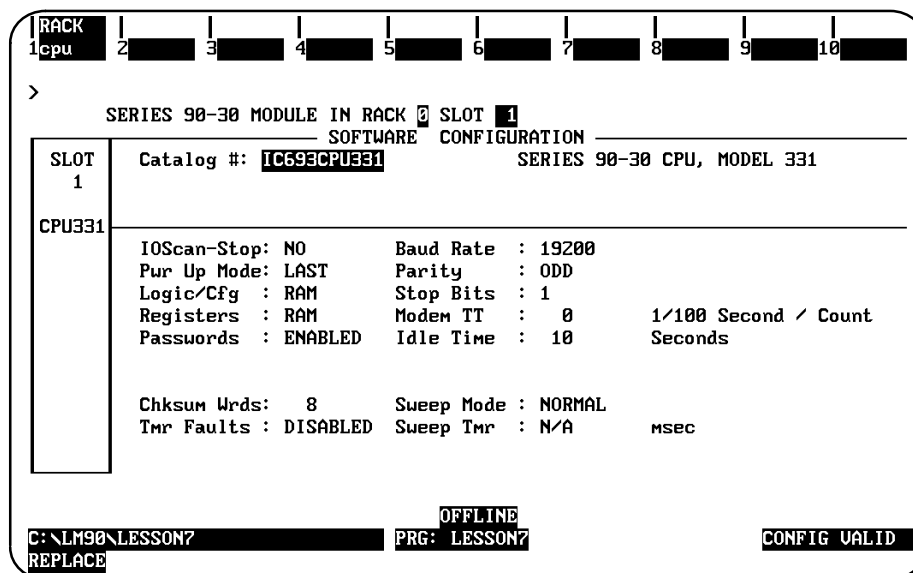 RACK
1cpu 2 3 4 5 6 7 8 9 10
>
SERIES 90-30 MODULE IN RACK 0 SLOT 1
SOFTWARE CONFIGURATION
SLOT Catalog #: IC693CPU331 SERIES 90-30 CPU, MODEL 331
1
CPU331
IOScan-Stop: NO Baud Rate : 19200
Pwr Up Mode: LAST Parity : ODD
Logic/Cfg : RAM Stop Bits : 1
Registers : RAM Modem TT : 0 1/100 Second / Count
Passwords : ENABLED Idle Time : 10 Seconds
Chksum Wrds: 8 Sweep Mode : NORMAL
Tmr Faults : DISABLED Sweep Tmr : N/A msec
OFFLINE
C:\LM90\LESSON7 PRG: LESSON7 CONFIG VALID
REPLACE